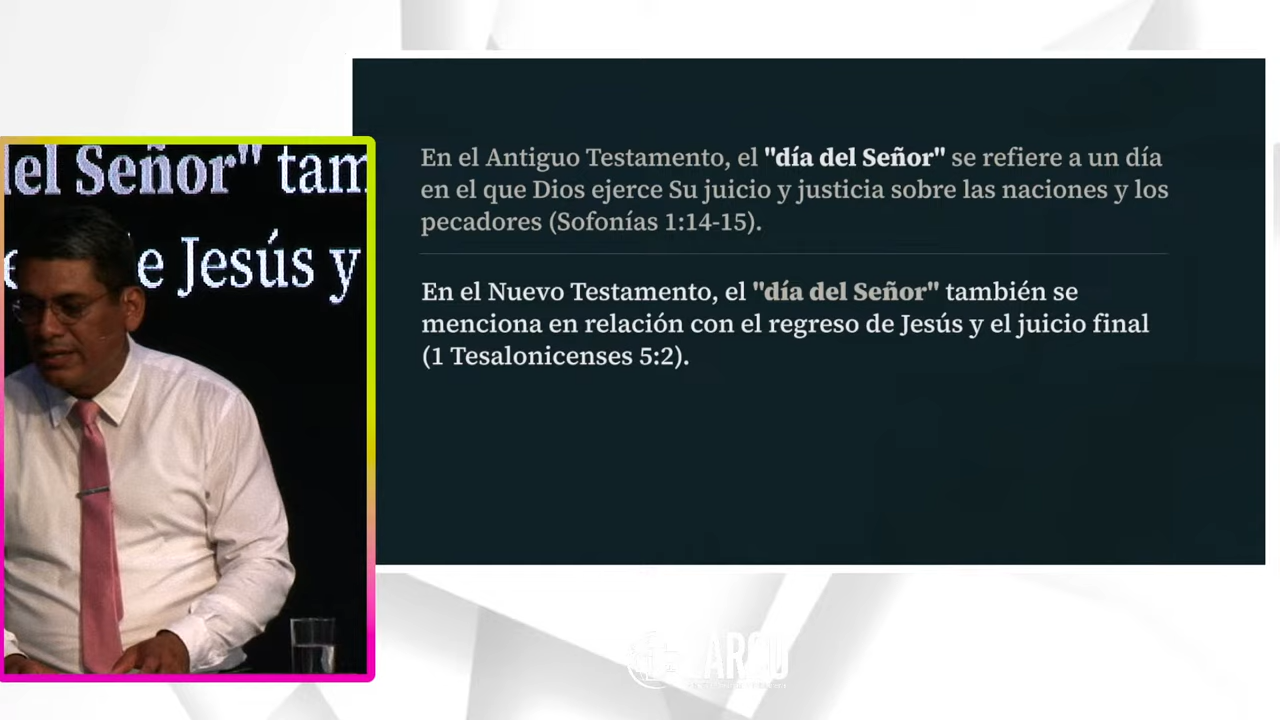 del Señor" tam
e Jesús y
En el Antiguo Testamento, el "día del Señor" se refiere a un día
en el que Dios ejerce Su juicio y justicia sobre las naciones y los
pecadores (Sofonías 1:14-15).
En el Nuevo Testamento, el "día del Señor" también se
menciona en relación con el regreso de Jesús y el juicio final
(1 Tesalonicenses 5:2).